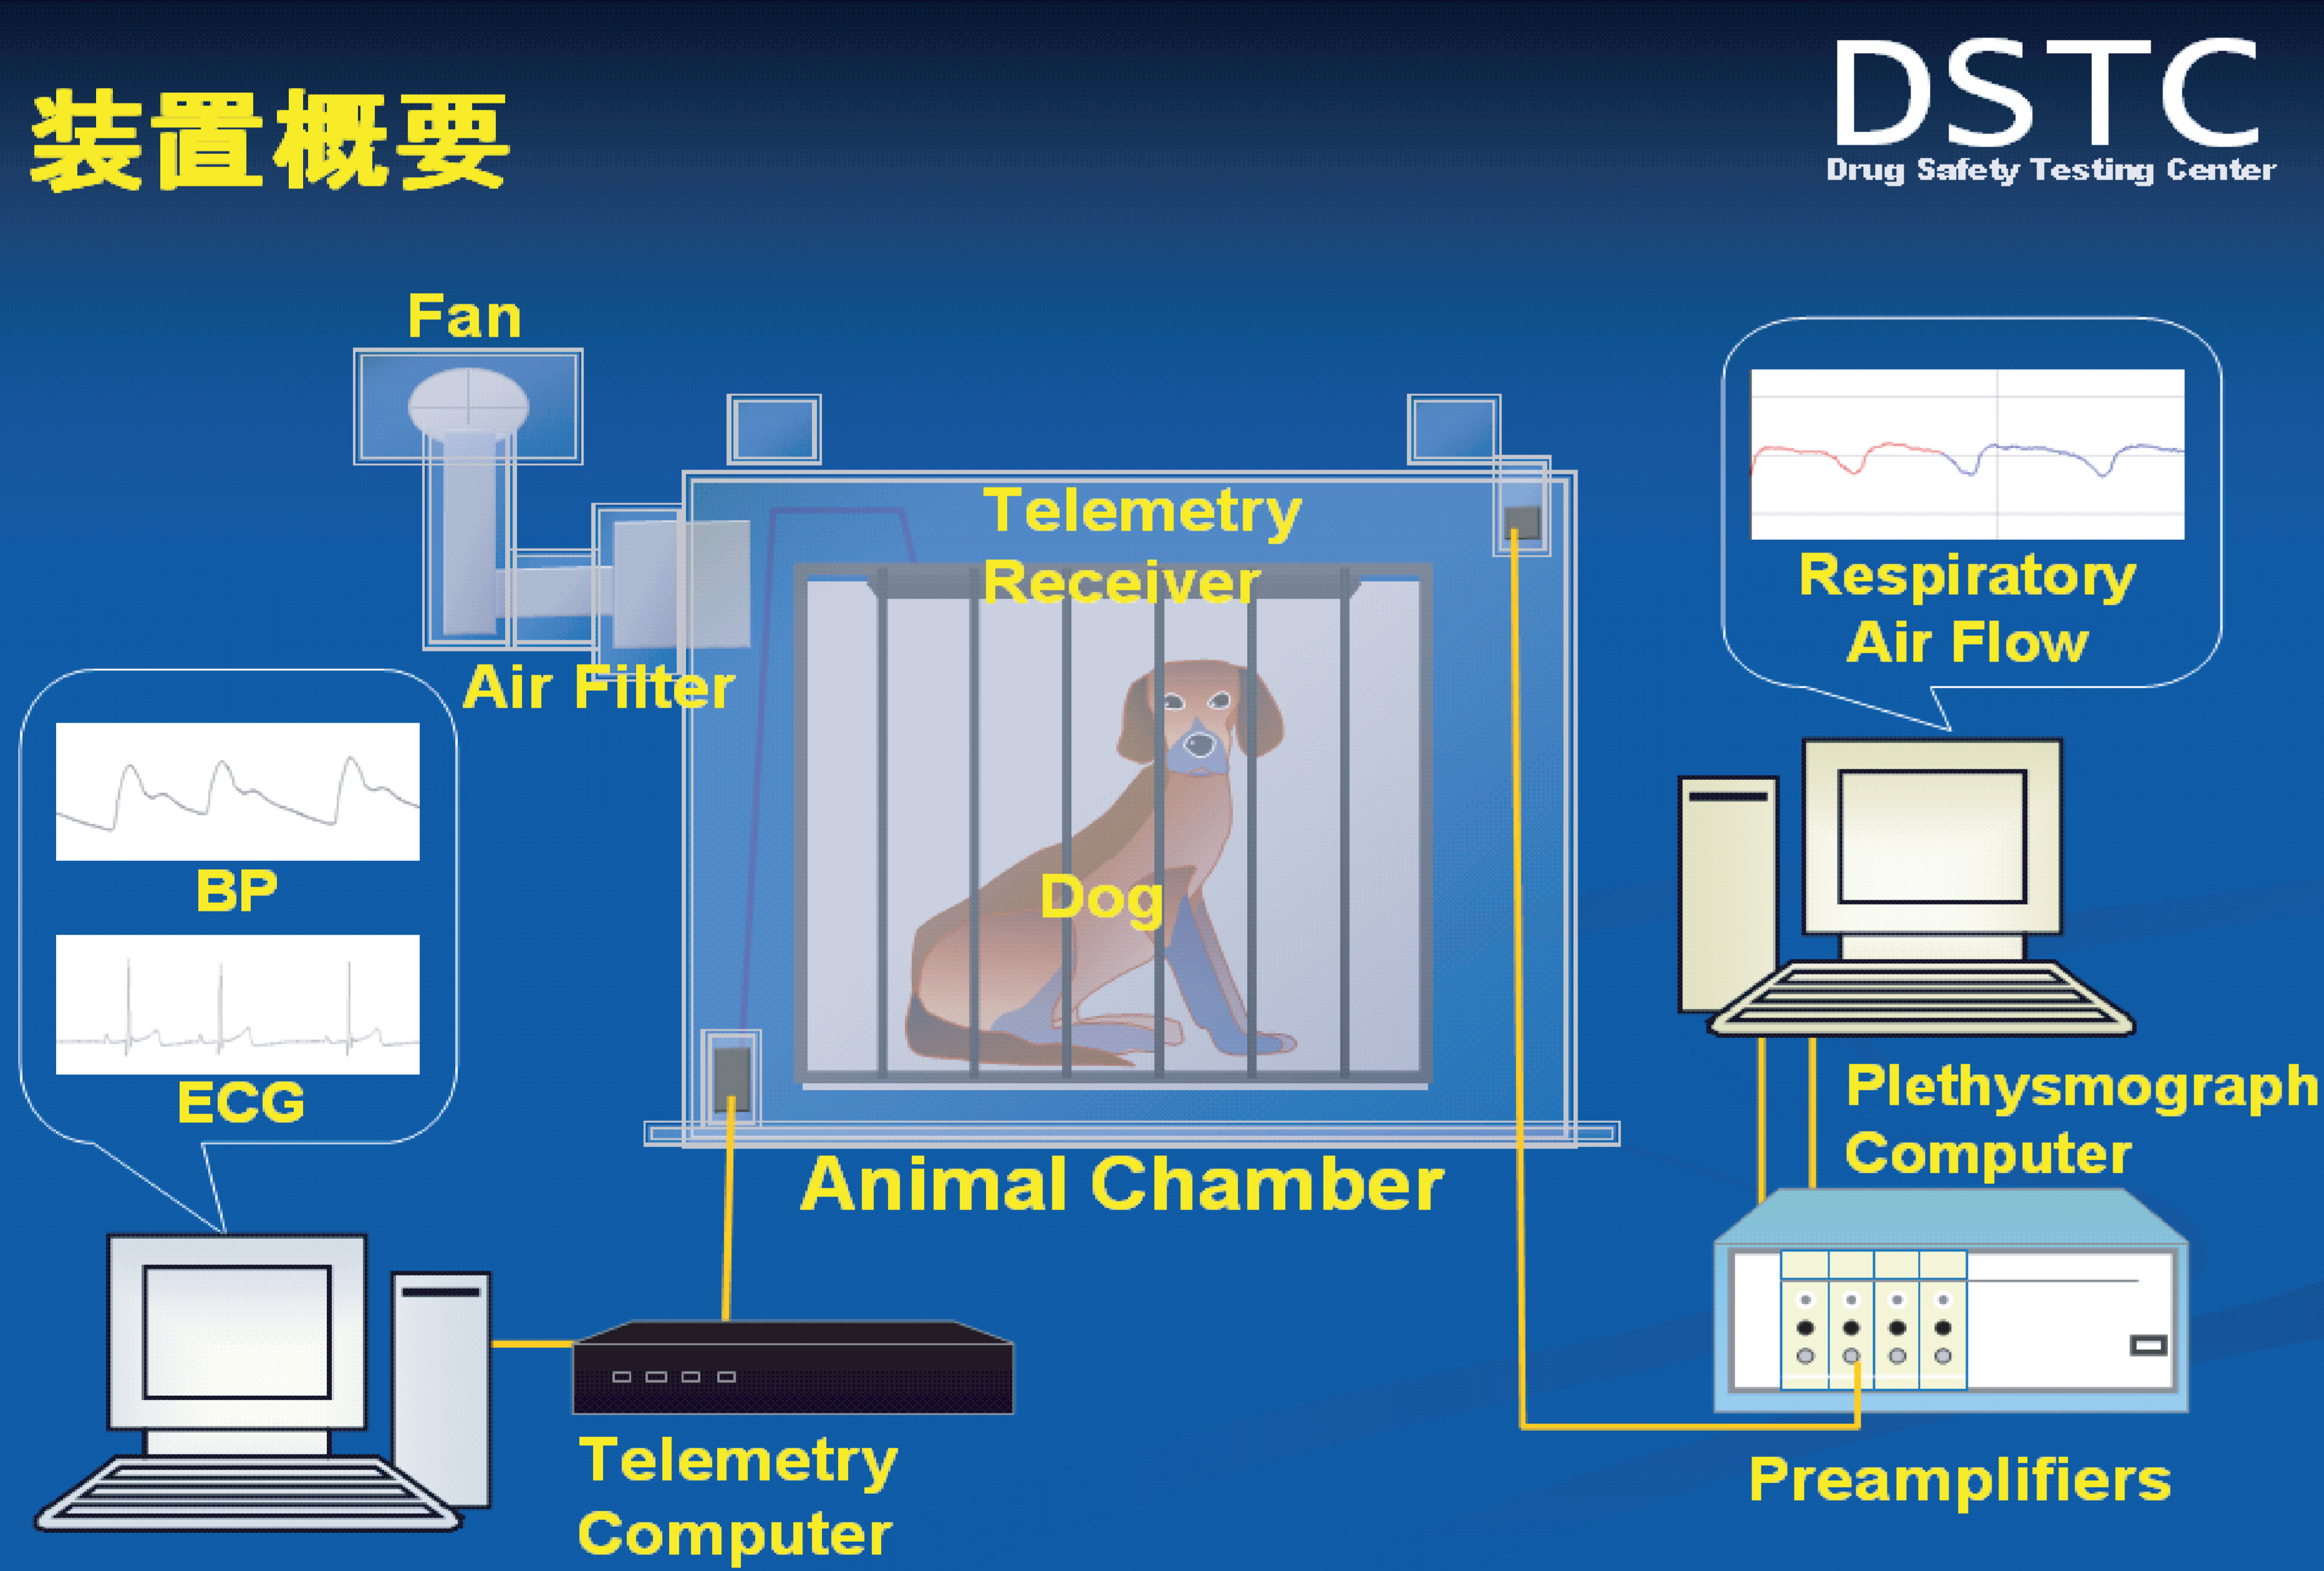 装置概要
DSTC
Drug Safety Testing Center
Fan
Air Filter
Telemetry
Receiver
Dog
Animal Chamber
Respiratory
Air Flow
BP
ECG
Plethysmograph
Computer
Telemetry
Computer
Preamplifiers